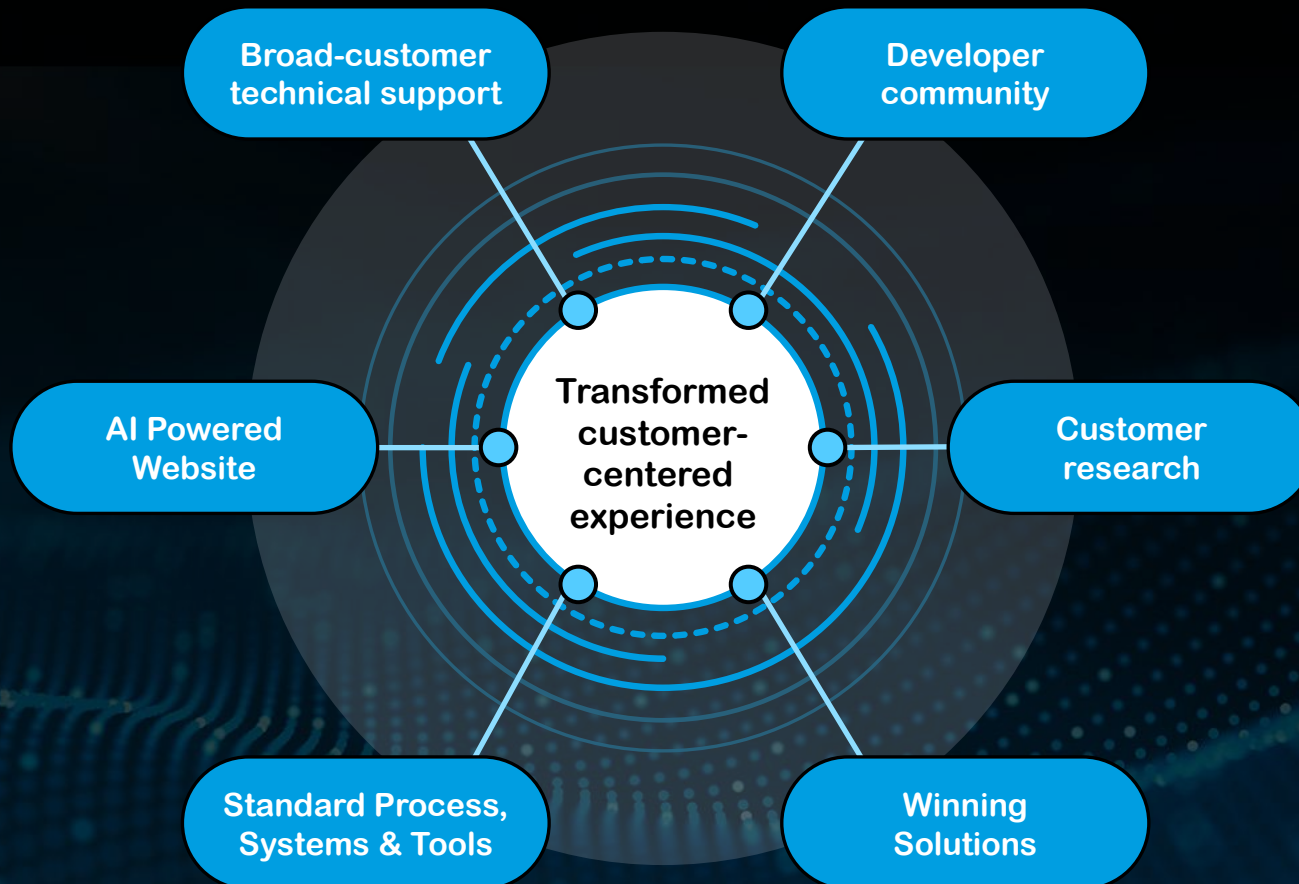 Broad-customer
technical support
Developer
community
AI Powered
Website
Transformed
customer-
centered
experience
Customer
research
Standard Process,
Systems & Tools
Winning
Solutions